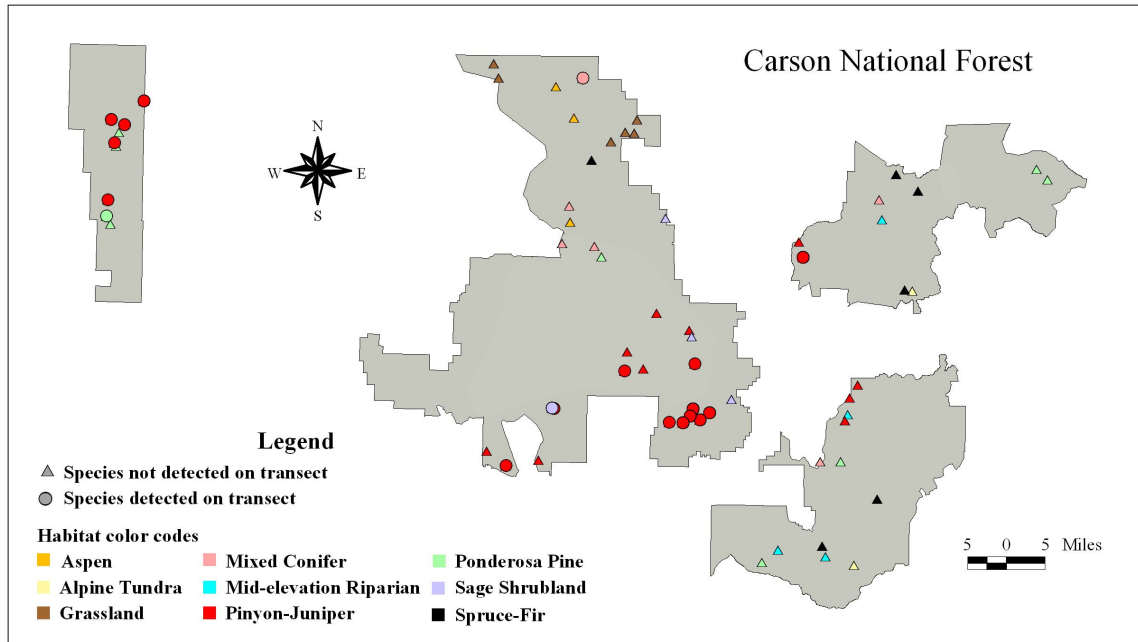 Carson National Forest
N
W E
S
Legend
Species not detected on transect
Species detected on transect
Habitat color codes
Aspen
Mixed Conifer
Ponderosa Pine
Alpine Tundra
Mid-elevation Riparian
Sage Shrubland
Grassland
Pinyon-Juniper
Spruce-Fir
5 0 5 Miles